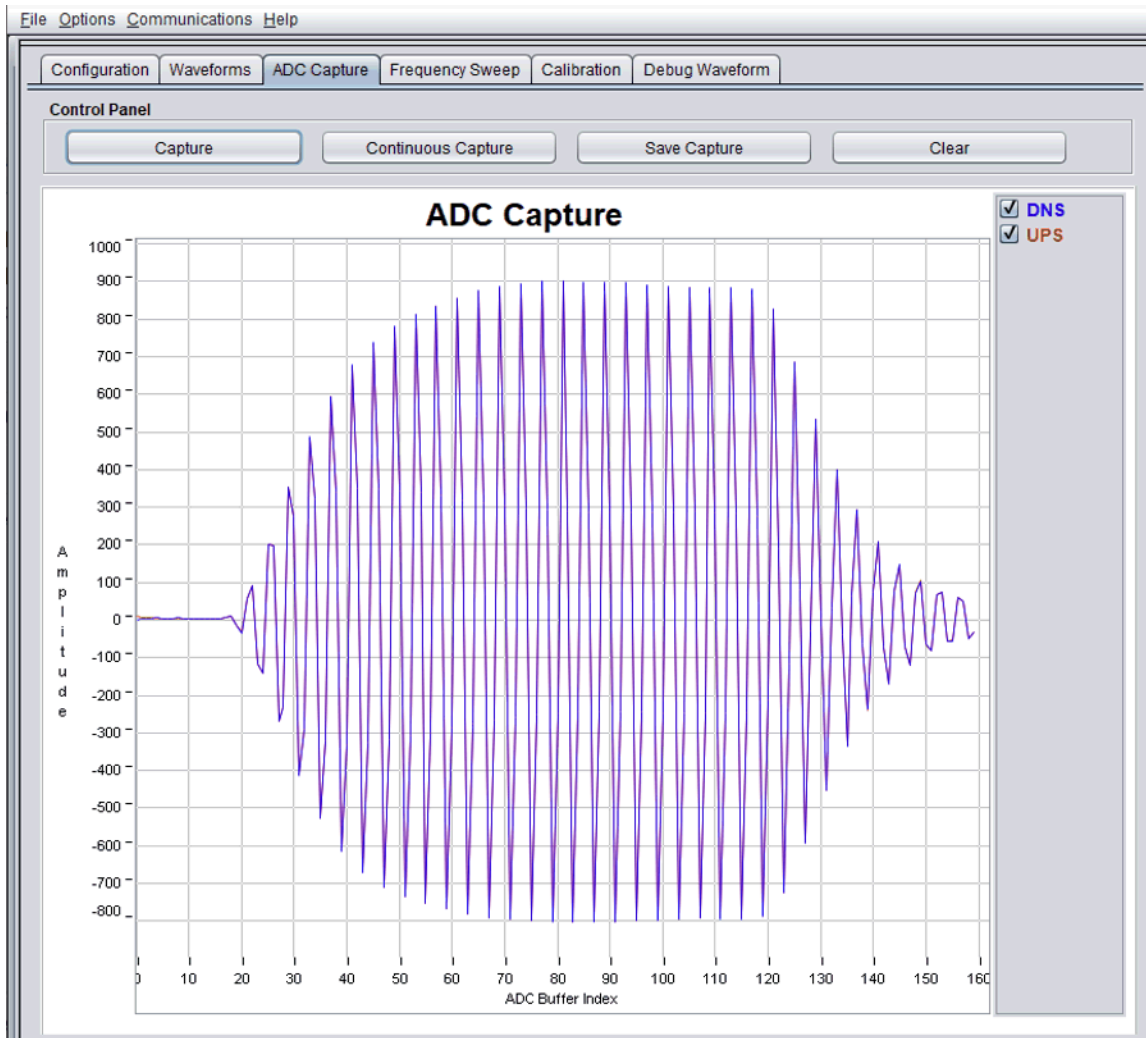 File Options Communications Help
Configuration Waveforms ADC Capture Frequency Sweep Calibration Debug Waveform
Control Panel
Capture Continuous Capture Save Capture Clear
ADC Capture
DNS
UPS
1000
900
800
700
600
500
400
300
200
100
0
-100
-200
-300
-400
-500
-600
-700
-800
Amplitude
0 10 20 30 40 50 60 70 80 90 100 110 120 130 140 150 160
ADC Buffer Index